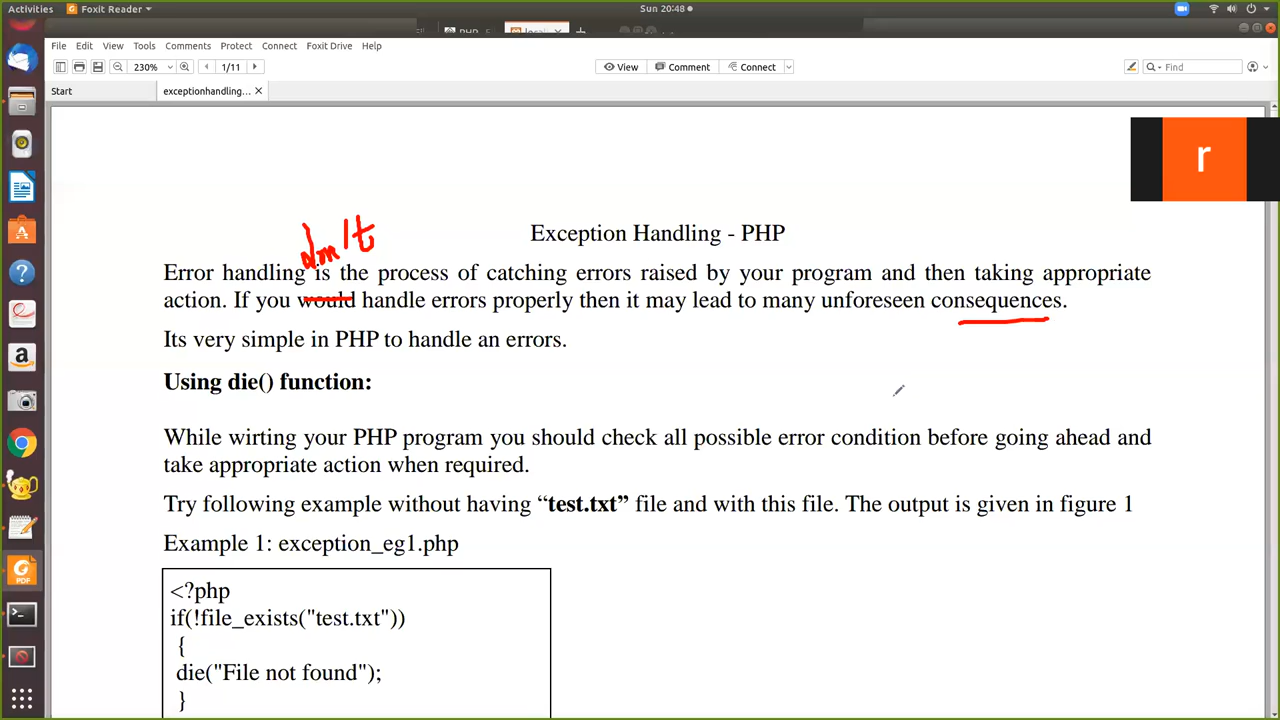 Activities Foxit Reader Sun 20:48
File Edit View Tools Comments Protect Connect Foxit Drive Help
230% 1/11 View Comment Connect Find
Start exceptionhandling...
r
Exception Handling - PHP
Error handling is the process of catching errors raised by your program and then taking appropriate
action. If you would handle errors properly then it may lead to many unforeseen consequences.
Its very simple in PHP to handle an errors.
Using die() function:
While wirting your PHP program you should check all possible error condition before going ahead and
take appropriate action when required.
Try following example without having “test.txt” file and with this file. The output is given in figure 1
Example 1: exception_eg1.php
<?php
if(!file_exists("test.txt"))
{
die("File not found");
}